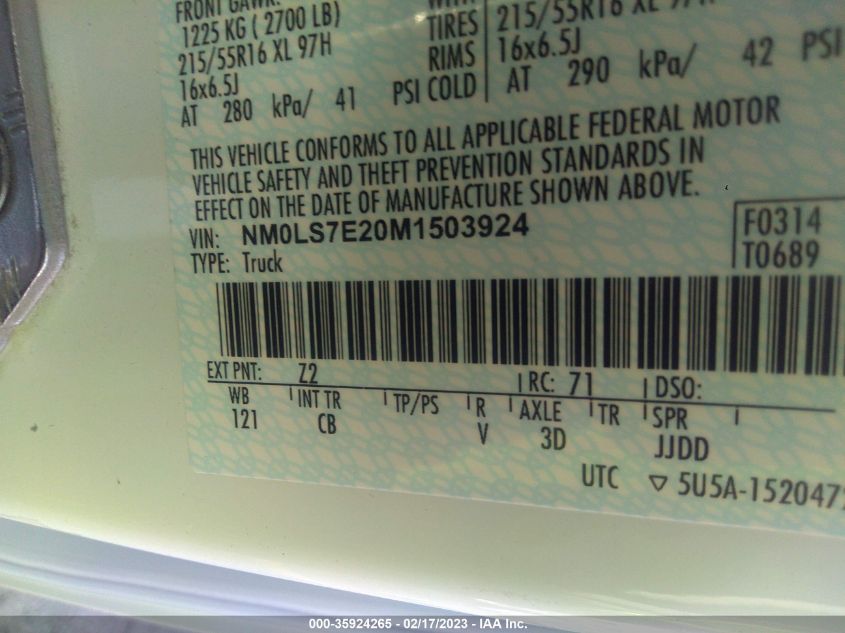 FRONT GAWR:
1225 KG ( 2700 LB)
215/55R16 XL 97H
16x6.5J
AT 280 kPa/ 41 PSI COLD
TIRES 215/55R16 XL 97H
RIMS 16x6.5J
AT 290 kPa/ 42 PSI
THIS VEHICLE CONFORMS TO ALL APPLICABLE FEDERAL MOTOR
VEHICLE SAFETY AND THEFT PREVENTION STANDARDS IN
EFFECT ON THE DATE OF MANUFACTURE SHOWN ABOVE.
VIN: NM0LS7E20M1503924
TYPE: Truck
F0314
T0689
EXT PNT: Z2 RC: 71 DSO:
WB INT TR TP/PS R AXLE TR SPR
121 CB V 3D JJDD
UTC ▽ 5U5A-152047
000-35924265 - 02/17/2023 - IAA Inc.